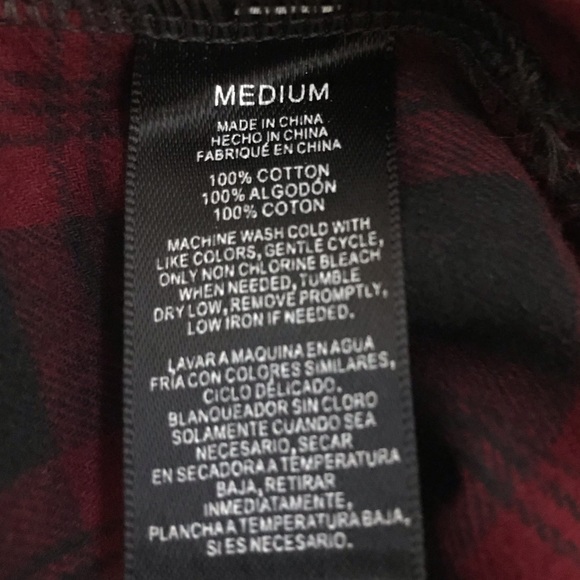 MEDIUM
MADE IN CHINA
HECHO IN CHINA
FABRIQUÉ EN CHINA
100% COTTON
100% ALGODÓN
100% COTON
MACHINE WASH COLD WITH
LIKE COLORS, GENTLE CYCLE,
ONLY NON CHLORINE BLEACH
WHEN NEEDED, TUMBLE
DRY LOW, REMOVE PROMPTLY,
LOW IRON IF NEEDED.
LAVAR A MAQUINA EN AGUA
FRÍA CON COLORES SIMILARES,
CICLO DELICADO.
BLANQUEADOR SIN CLORO
SOLAMENTE CUANDO SEA
NECESARIO, SECAR
EN SECADORA A TEMPERATURA
BAJA, RETIRAR
INMEDIATAMENTE,
PLANCHA A TEMPERATURA BAJA,
SI ES NECESARIO.